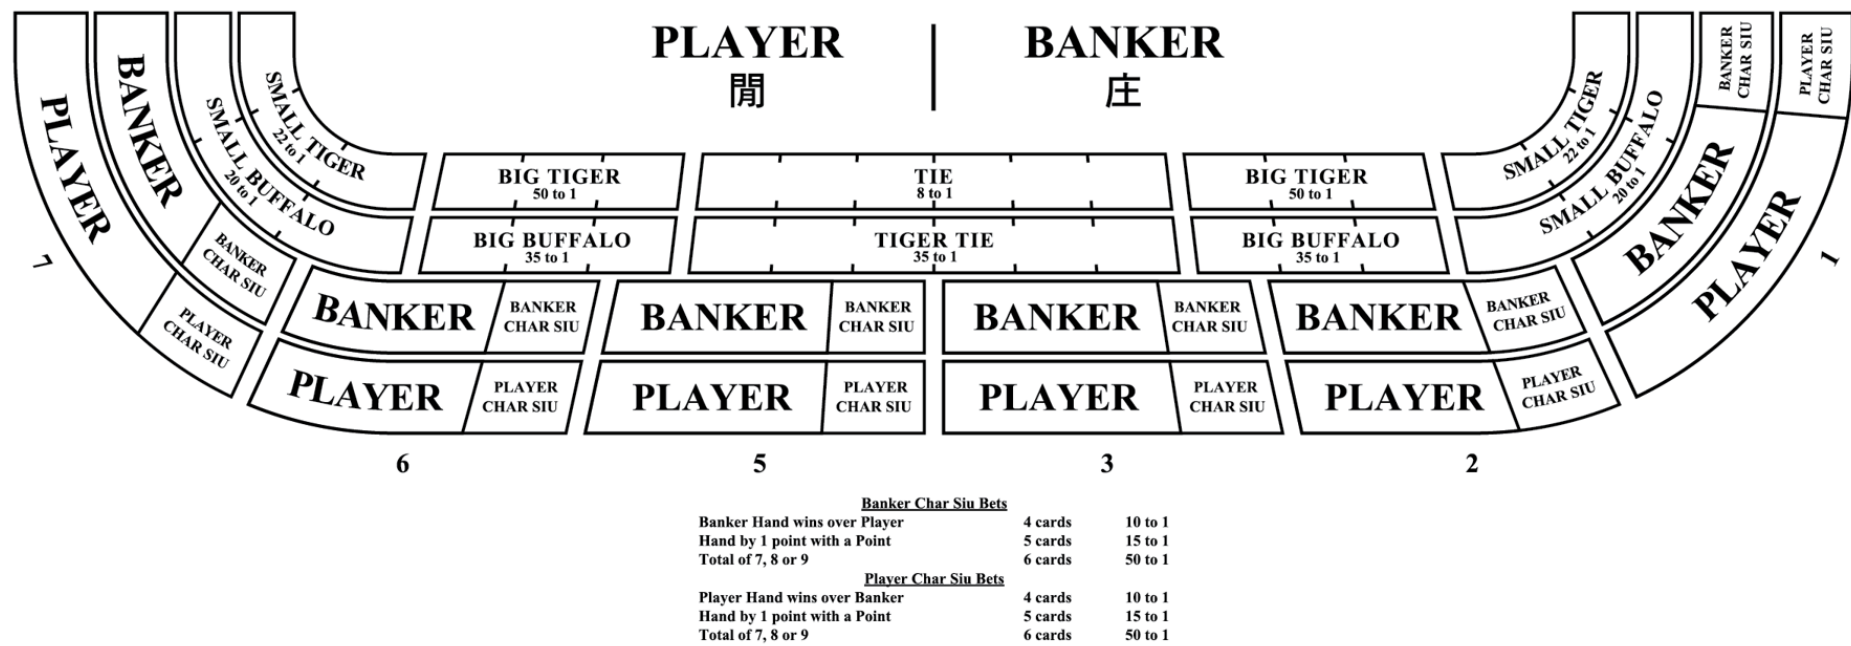 PLAYER
閒
BANKER
庄
PLAYER
BANKER
SMALL BUFFALO
20 to 1
SMALL TIGER
22 to 1
BANKER
CHAR SIU
PLAYER
CHAR SIU
7
BIG TIGER
50 to 1
TIE
8 to 1
BIG TIGER
50 to 1
BIG BUFFALO
35 to 1
TIGER TIE
35 to 1
BIG BUFFALO
35 to 1
SMALL TIGER
22 to 1
SMALL BUFFALO
20 to 1
BANKER
CHAR SIU
PLAYER
CHAR SIU
BANKER
PLAYER
1
BANKER
BANKER
CHAR SIU
BANKER
BANKER
CHAR SIU
BANKER
BANKER
CHAR SIU
BANKER
BANKER
CHAR SIU
PLAYER
PLAYER
CHAR SIU
PLAYER
PLAYER
CHAR SIU
PLAYER
PLAYER
CHAR SIU
PLAYER
PLAYER
CHAR SIU
6 5 3 2
Banker Char Siu Bets
Banker Hand wins over Player 4 cards 10 to 1
Hand by 1 point with a Point 5 cards 15 to 1
Total of 7, 8 or 9 6 cards 50 to 1
Player Char Siu Bets
Player Hand wins over Banker 4 cards 10 to 1
Hand by 1 point with a Point 5 cards 15 to 1
Total of 7, 8 or 9 6 cards 50 to 1